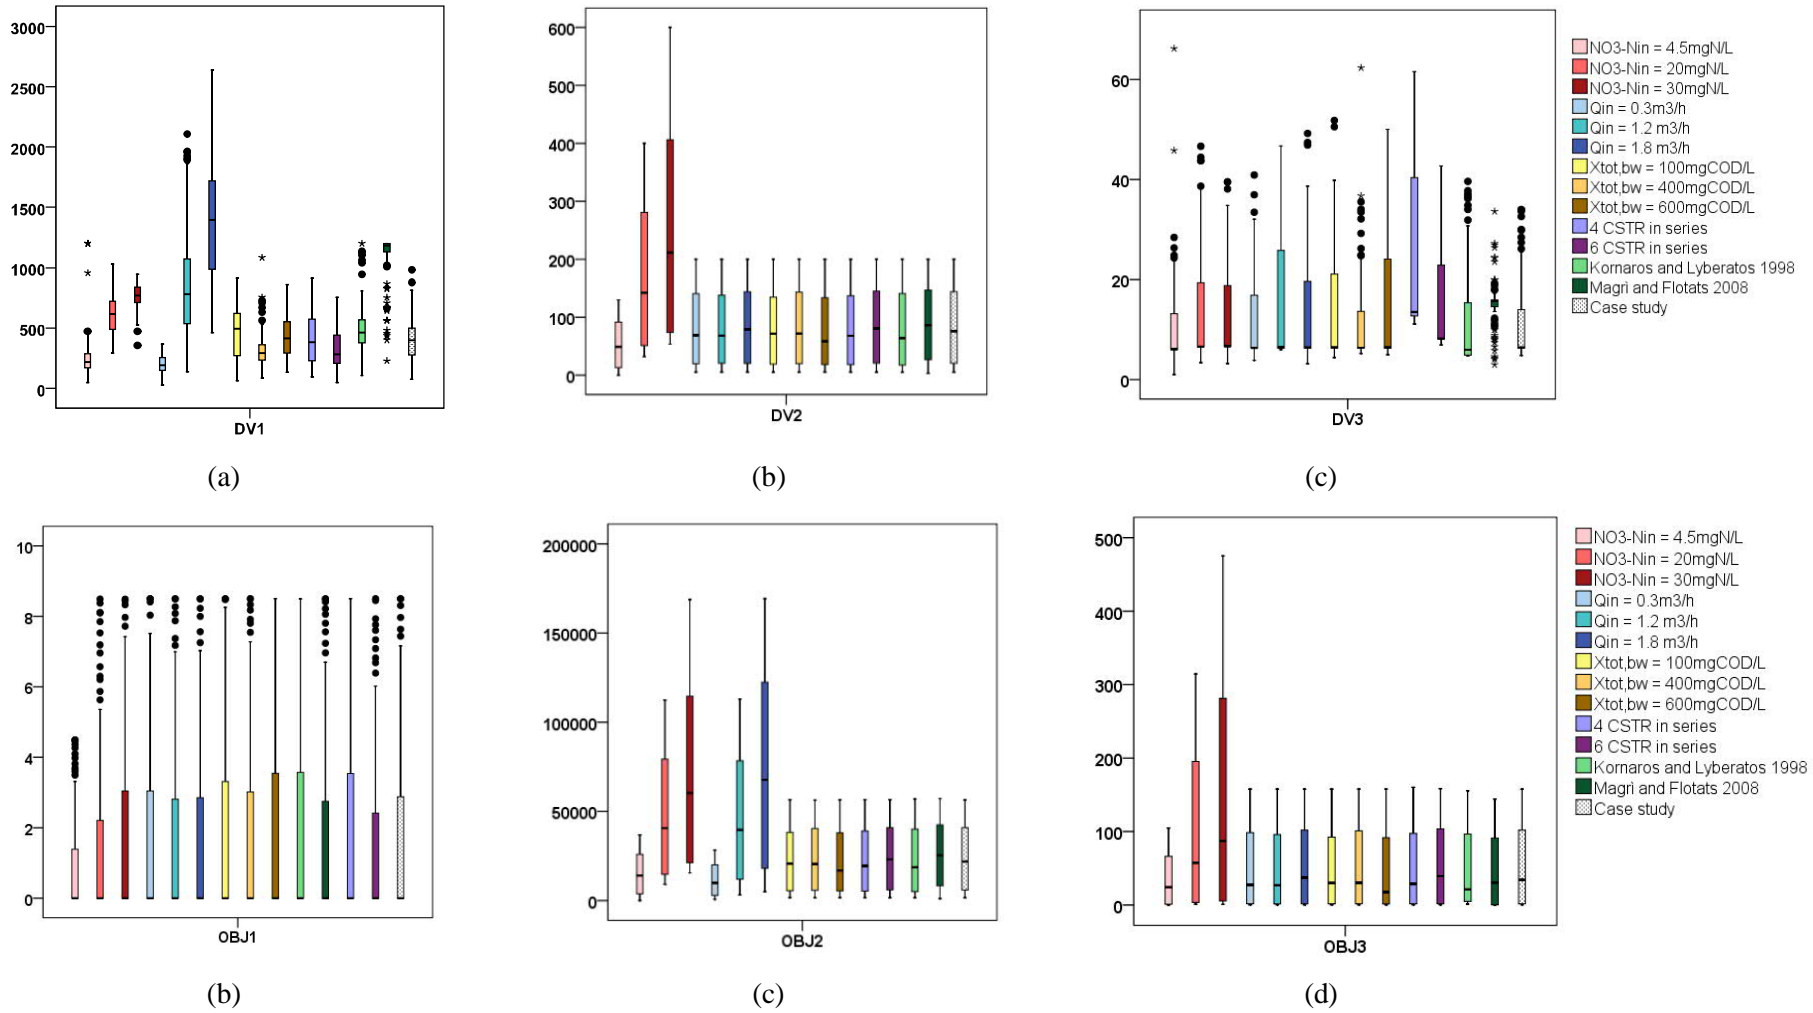 3000
2500
2000
1500
1000
500
0
DV1
(a)
600
500
400
300
200
100
0
DV2
(b)
60
40
20
0
DV3
(c)
NO3-Nin = 4.5mgN/L
NO3-Nin = 20mgN/L
NO3-Nin = 30mgN/L
Qin = 0.3m3/h
Qin = 1.2 m3/h
Qin = 1.8 m3/h
Xtot,bw = 100mgCOD/L
Xtot,bw = 400mgCOD/L
Xtot,bw = 600mgCOD/L
4 CSTR in series
6 CSTR in series
Kornaros and Lyberatos 1998
Magrì and Flotats 2008
Case study
10
8
6
4
2
0
OBJ1
(b)
200000
150000
100000
50000
0
OBJ2
(c)
500
400
300
200
100
0
OBJ3
(d)
NO3-Nin = 4.5mgN/L
NO3-Nin = 20mgN/L
NO3-Nin = 30mgN/L
Qin = 0.3m3/h
Qin = 1.2 m3/h
Qin = 1.8 m3/h
Xtot,bw = 100mgCOD/L
Xtot,bw = 400mgCOD/L
Xtot,bw = 600mgCOD/L
4 CSTR in series
6 CSTR in series
Kornaros and Lyberatos 1998
Magrì and Flotats 2008
Case study